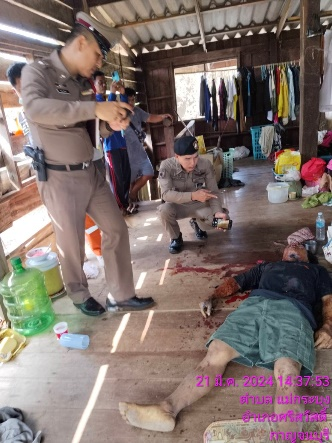 21 มี.ค. 2024 14:37:53
ตำบล แม่กระบุง
อำเภอศรีสวัสดิ์
กาญจนบุรี